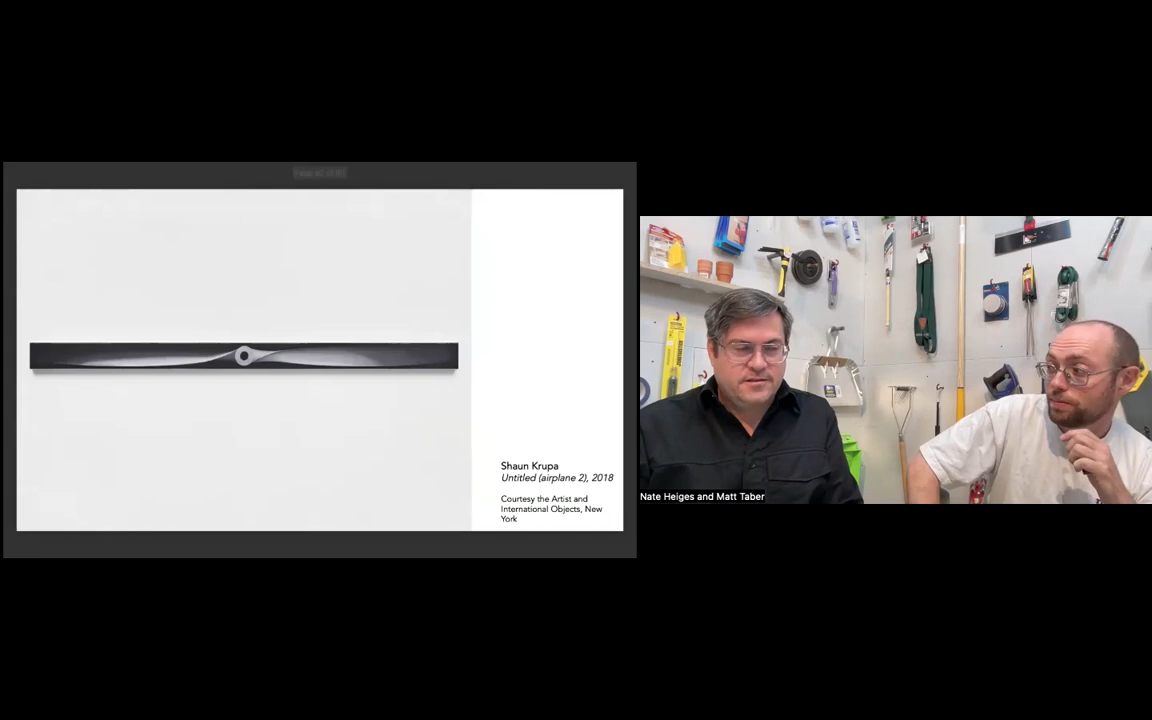 Shaun Krupa
Untitled (airplane 2), 2018
Courtesy the Artist and
International Objects, New
York
Nate Heiges and Matt Taber